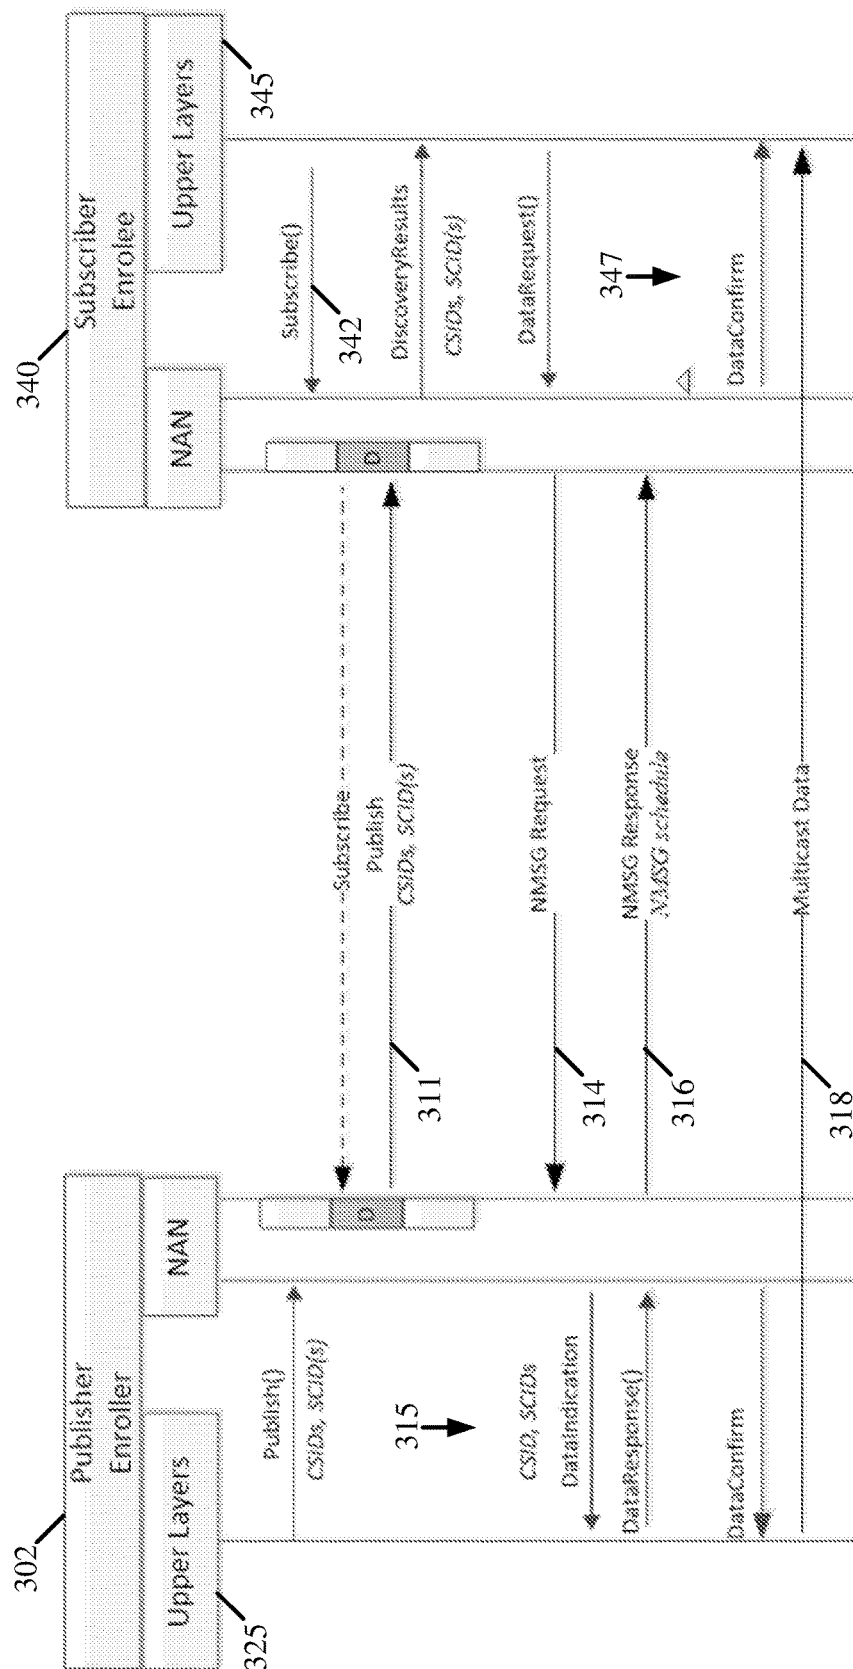 302
Publisher
Enroller
325
Upper Layers
NAN
340
Subscriber
Enrolee
NAN
Upper Layers
345
Publish()
CSIDs, SCID(s)
Subscribe()
342
D
D
Subscribe
Publish
CSIDs, SCID(s)
311
DiscoveryResults
CSIDs, SCID(s)
315
DataRequest()
NMSG Request
314
CSID, SCIDs
DataIndication
DataResponse()
NMSG Response
NMSG schedule
316
347
DataConfirm
DataConfirm
Multicast Data
318